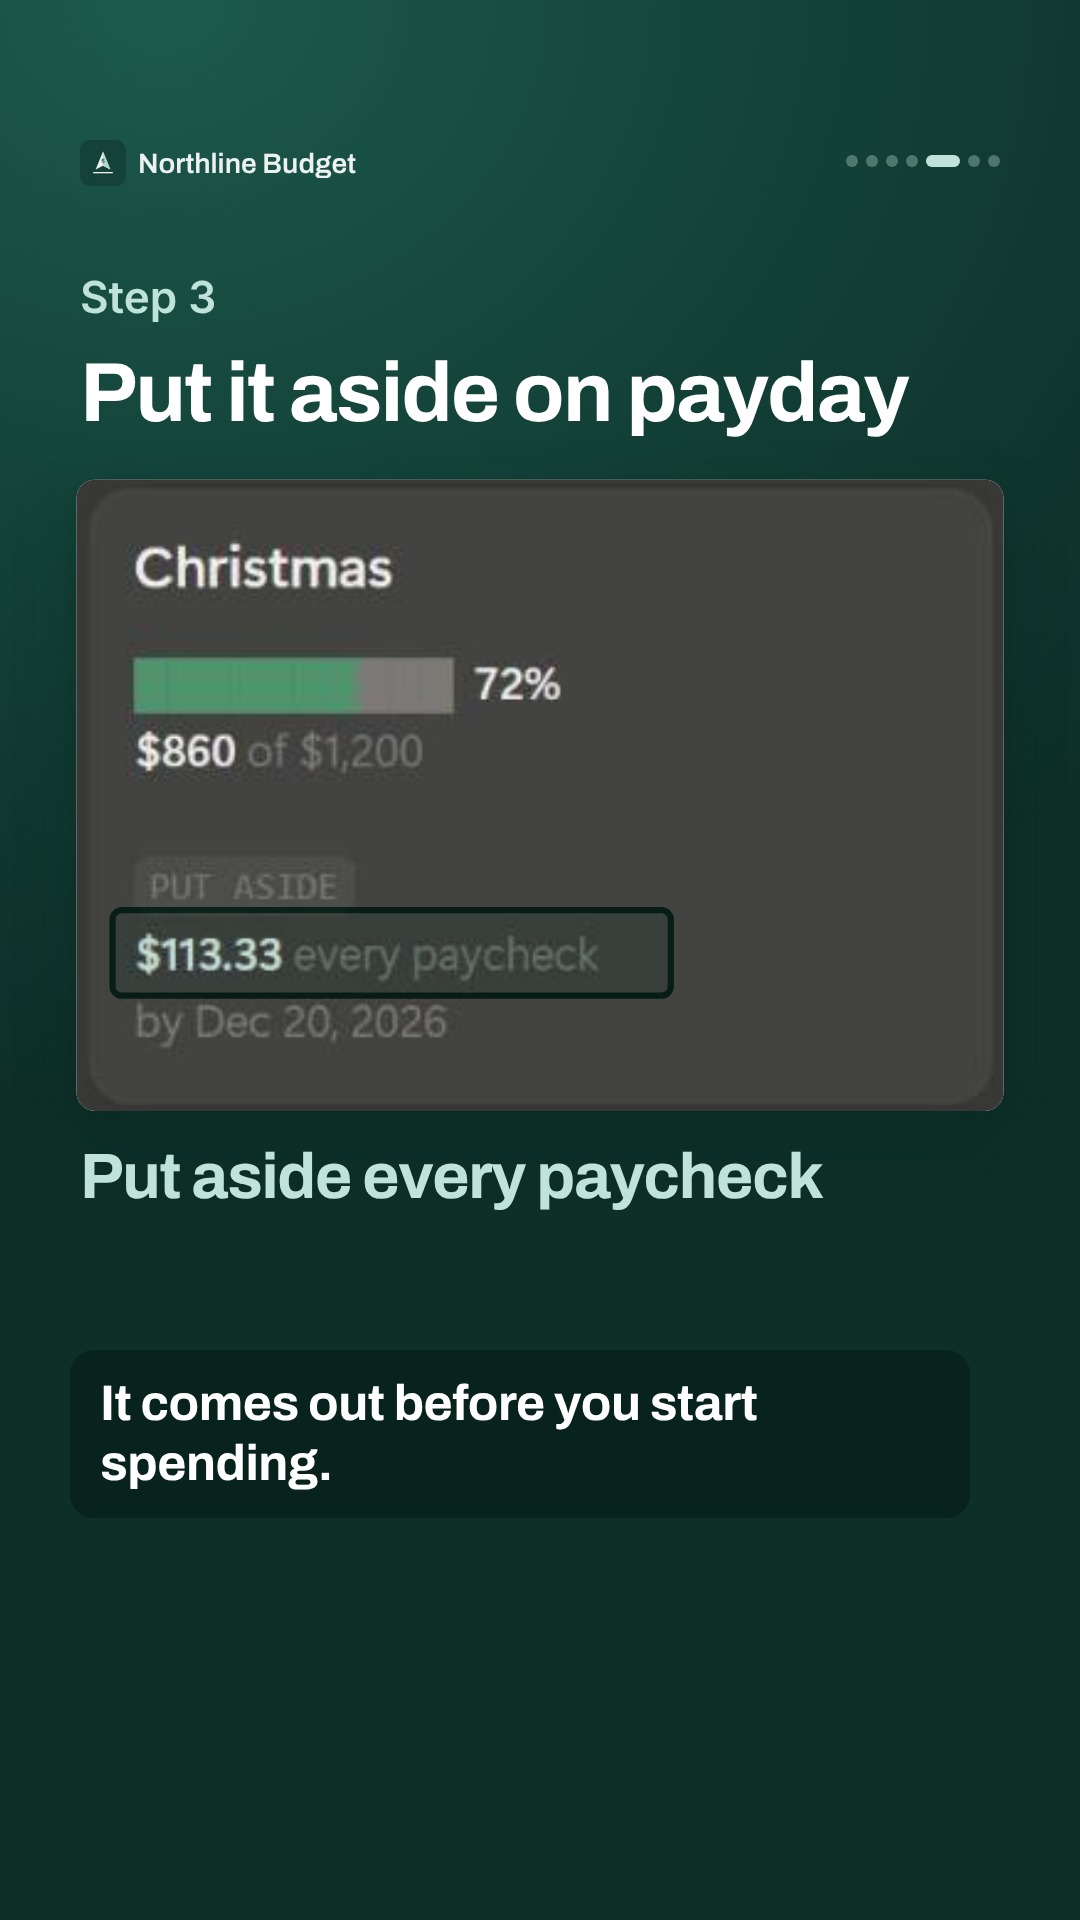 Northline Budget
Step 3
Put it aside on payday
Christmas
72%
$860 of $1,200
PUT ASIDE
$113.33 every paycheck
by Dec 20, 2026
Put aside every paycheck
It comes out before you start
spending.